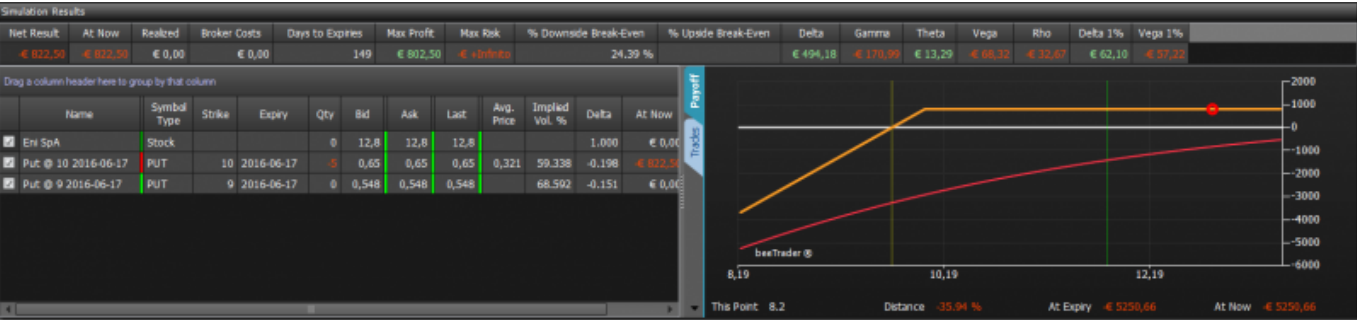 Simulation Results
Net Result At Now Realized Broker Costs Days to Expiries Max Profit Max Risk % Downside Break-Even % Upside Break-Even Delta Gamma Theta Vega Rho Delta 1% Vega 1%
-€ 822,50 -€ 822,50 € 0,00 € 0,00 149 € 802,50 -€ +Infinito 24.39 % € 494,18 -€ 170,99 € 13,29 -€ 68,32 -€ 32,67 € 62,10 -€ 57,22
Drag a column header here to group by that column
Name Symbol Type Strike Expiry Qty Bid Ask Last Avg. Price Implied Vol. % Delta At Now
Eni SpA Stock 0 12,8 12,8 12,8 1.000 € 0,00
Put @ 10 2016-06-17 PUT 10 2016-06-17 -5 0,65 0,65 0,65 0,321 59.338 -0.198 -€ 822,50
Put @ 9 2016-06-17 PUT 9 2016-06-17 0 0,548 0,548 0,548 68.592 -0.151 € 0,00
Payoff
Trades
2000
1000
0
-1000
-2000
-3000
-4000
-5000
-6000
beeTrader ®
8,19 10,19 12,19
This Point 8.2 Distance -35.94 % At Expiry -€ 5250,66 At Now -€ 5250,66